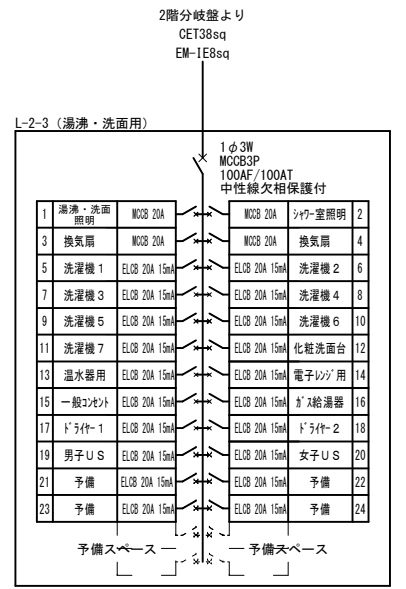 2階分岐盤より
CET38sq
EM-IE8sq
L-2-3（湯沸・洗面用）
1φ3W
MCCB3P
100AF/100AT
中性線欠相保護付
1 湯沸・洗面照明 MCCB 20A MCCB 20A ｼｬﾜｰ室照明 2
3 換気扇 MCCB 20A MCCB 20A 換気扇 4
5 洗濯機1 ELCB 20A 15mA ELCB 20A 15mA 洗濯機2 6
7 洗濯機3 ELCB 20A 15mA ELCB 20A 15mA 洗濯機4 8
9 洗濯機5 ELCB 20A 15mA ELCB 20A 15mA 洗濯機6 10
11 洗濯機7 ELCB 20A 15mA ELCB 20A 15mA 化粧洗面台 12
13 温水器用 ELCB 20A 15mA ELCB 20A 15mA 電子ﾚﾝｼﾞ用 14
15 一般ｺﾝｾﾝﾄ ELCB 20A 15mA ELCB 20A 15mA ｶﾞｽ給湯器 16
17 ﾄﾞﾗｲﾔｰ1 ELCB 20A 15mA ELCB 20A 15mA ﾄﾞﾗｲﾔｰ2 18
19 男子US ELCB 20A 15mA ELCB 20A 15mA 女子US 20
21 予備 ELCB 20A 15mA ELCB 20A 15mA 予備 22
23 予備 ELCB 20A 15mA ELCB 20A 15mA 予備 24
予備スペース 予備スペース